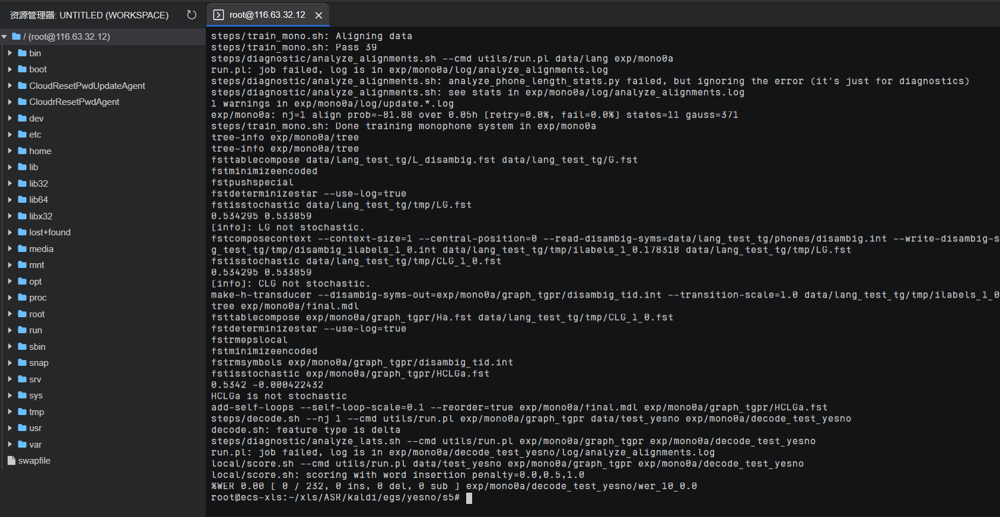 资源管理器: UNTITLED (WORKSPACE)
/ (root@116.63.32.12)
bin
boot
CloudResetPwdUpdateAgent
CloudrResetPwdAgent
dev
etc
home
lib
lib32
lib64
libx32
lost+found
media
mnt
opt
proc
root
run
sbin
snap
srv
sys
tmp
usr
var
swapfile
root@116.63.32.12
steps/train_mono.sh: Aligning data
steps/train_mono.sh: Pass 39
steps/diagnostic/analyze_alignments.sh --cmd utils/run.pl data/lang exp/mono0a
run.pl: job failed, log is in exp/mono0a/log/analyze_alignments.log
steps/diagnostic/analyze_alignments.sh: analyze_phone_length_stats.py failed, but ignoring the error (it's just for diagnostics)
steps/diagnostic/analyze_alignments.sh: see stats in exp/mono0a/log/analyze_alignments.log
1 warnings in exp/mono0a/log/update.*.log
exp/mono0a: nj=1 align prob=-81.88 over 0.05h [retry=0.0%, fail=0.0%] states=11 gauss=371
steps/train_mono.sh: Done training monophone system in exp/mono0a
tree-info exp/mono0a/tree
tree-info exp/mono0a/tree
fsttablecompose data/lang_test_tg/L_disambig.fst data/lang_test_tg/G.fst
fstminimizeencoded
fstpushspecial
fstdeterminizestar --use-log=true
fstisstochastic data/lang_test_tg/tmp/LG.fst
0.534295 0.533859
[info]: LG not stochastic.
fstcomposecontext --context-size=1 --central-position=0 --read-disambig-syms=data/lang_test_tg/phones/disambig.int --write-disambig-s
g_test_tg/tmp/disambig_ilabels_1_0.int data/lang_test_tg/tmp/ilabels_1_0.178318 data/lang_test_tg/tmp/LG.fst
fstisstochastic data/lang_test_tg/tmp/CLG_1_0.fst
0.534295 0.533859
[info]: CLG not stochastic.
make-h-transducer --disambig-syms-out=exp/mono0a/graph_tgpr/disambig_tid.int --transition-scale=1.0 data/lang_test_tg/tmp/ilabels_1_0
tree exp/mono0a/final.mdl
fsttablecompose exp/mono0a/graph_tgpr/Ha.fst data/lang_test_tg/tmp/CLG_1_0.fst
fstdeterminizestar --use-log=true
fstrmepslocal
fstminimizeencoded
fstrmsymbols exp/mono0a/graph_tgpr/disambig_tid.int
fstisstochastic exp/mono0a/graph_tgpr/HCLGa.fst
0.5342 -0.000422432
HCLGa is not stochastic
add-self-loops --self-loop-scale=0.1 --reorder=true exp/mono0a/final.mdl exp/mono0a/graph_tgpr/HCLGa.fst
steps/decode.sh --nj 1 --cmd utils/run.pl exp/mono0a/graph_tgpr data/test_yesno exp/mono0a/decode_test_yesno
decode.sh: feature type is delta
steps/diagnostic/analyze_lats.sh --cmd utils/run.pl exp/mono0a/graph_tgpr exp/mono0a/decode_test_yesno
run.pl: job failed, log is in exp/mono0a/decode_test_yesno/log/analyze_alignments.log
local/score.sh --cmd utils/run.pl data/test_yesno exp/mono0a/graph_tgpr exp/mono0a/decode_test_yesno
local/score.sh: scoring with word insertion penalty=0.0,0.5,1.0
%WER 0.00 [ 0 / 232, 0 ins, 0 del, 0 sub ] exp/mono0a/decode_test_yesno/wer_10_0.0
root@ecs-xls:~/xls/ASR/kaldi/egs/yesno/s5#